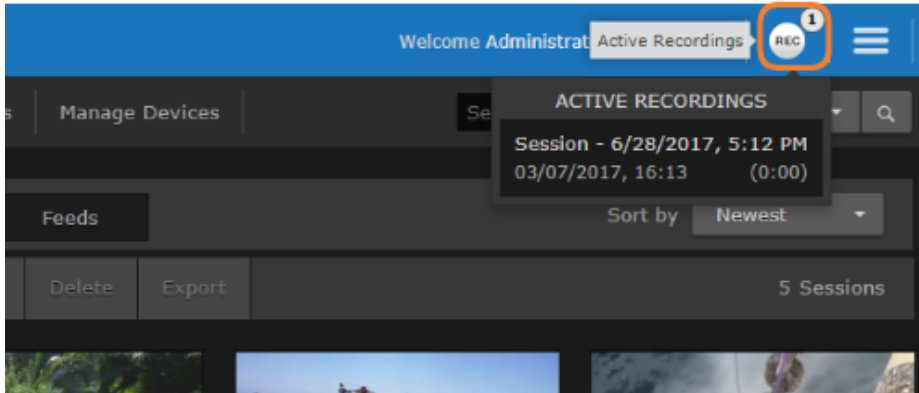 Welcome Administrat
Active Recordings
REC
1
s
Manage Devices
Se
ACTIVE RECORDINGS
Session - 6/28/2017, 5:12 PM
03/07/2017, 16:13 (0:00)
Feeds
Sort by Newest
Delete Export
5 Sessions